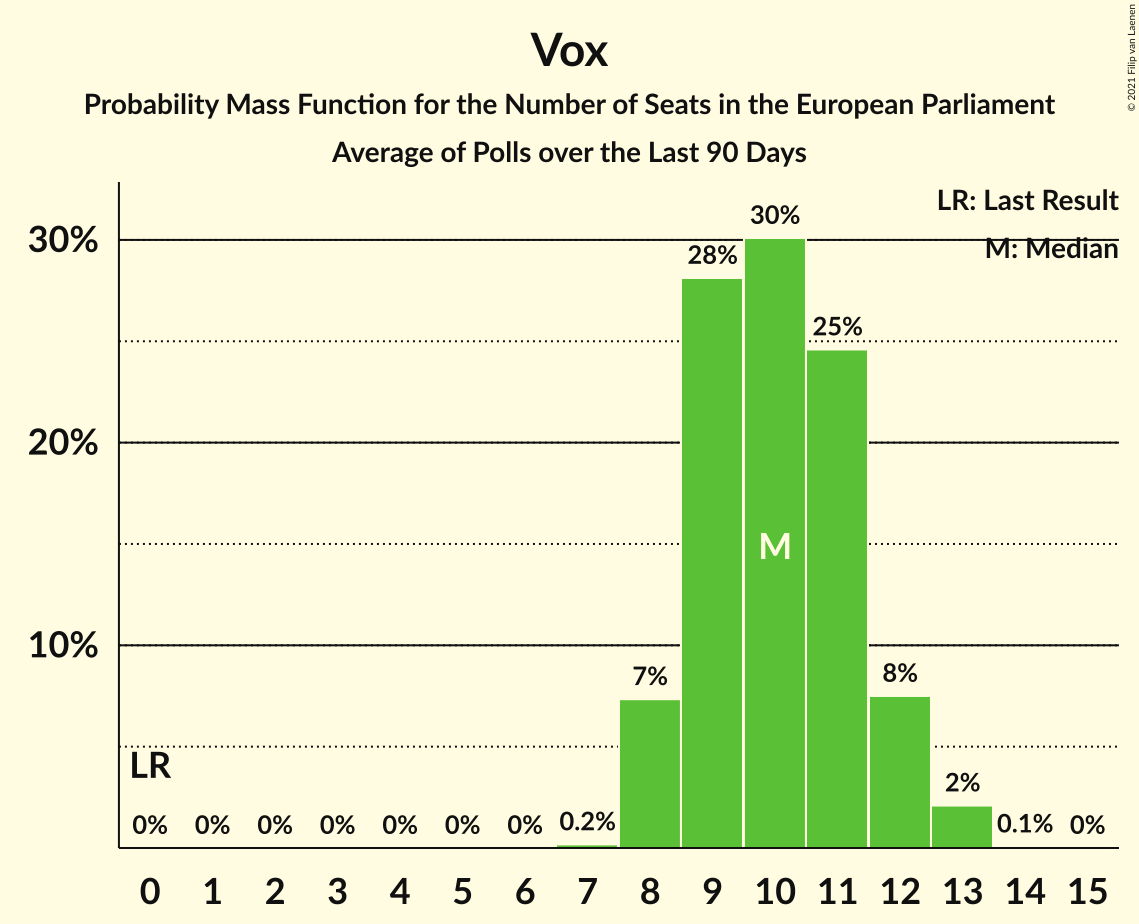 Vox
Probability Mass Function for the Number of Seats in the European Parliament
Average of Polls over the Last 90 Days
© 2021 Filip van Laenen
LR: Last Result
M: Median
30%
20%
10%
LR
M
0% 0% 0% 0% 0% 0% 0% 0.2% 7% 28% 30% 25% 8% 2% 0.1% 0%
0 1 2 3 4 5 6 7 8 9 10 11 12 13 14 15